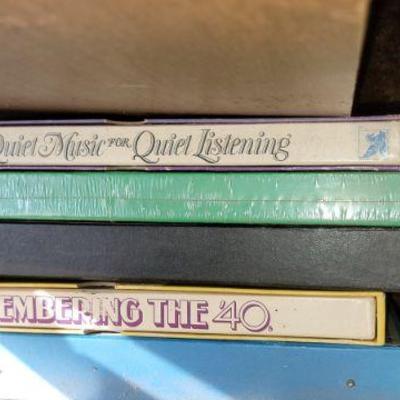 Quiet Music FOR Quiet Listening
EMBERING THE '40